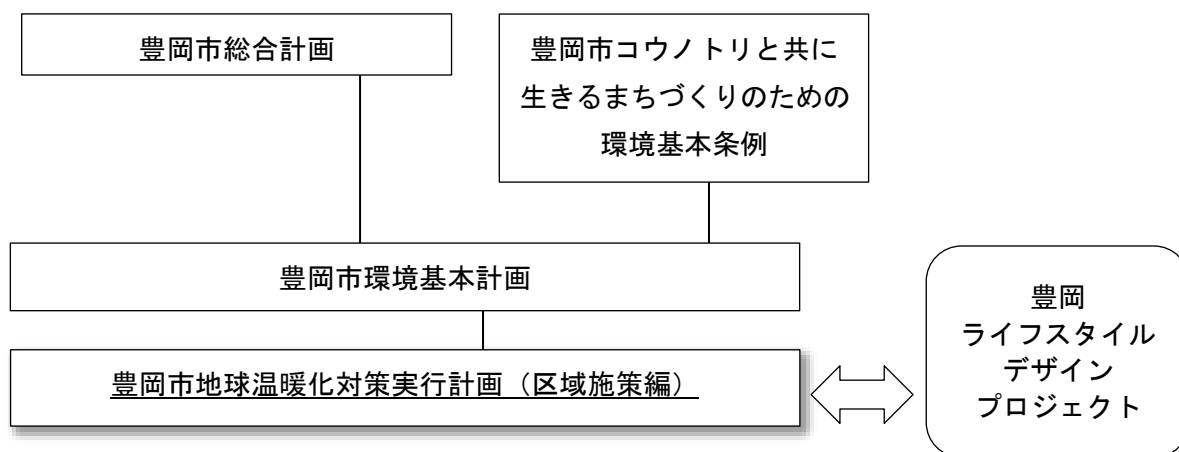 豊岡市総合計画
豊岡市コウノトリと共に
生きるまちづくりのための
環境基本条例
豊岡市環境基本計画
豊岡市地球温暖化対策実行計画（区域施策編）
豊岡
ライフスタイル
デザイン
プロジェクト